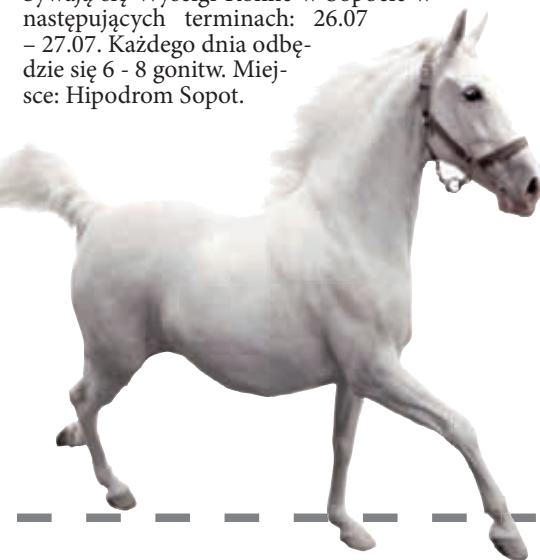 następujących terminach: 26.07
– 27.07. Każdego dnia odbę-
dzie się 6 - 8 gonitw. Miej-
sce: Hipodrom Sopot.